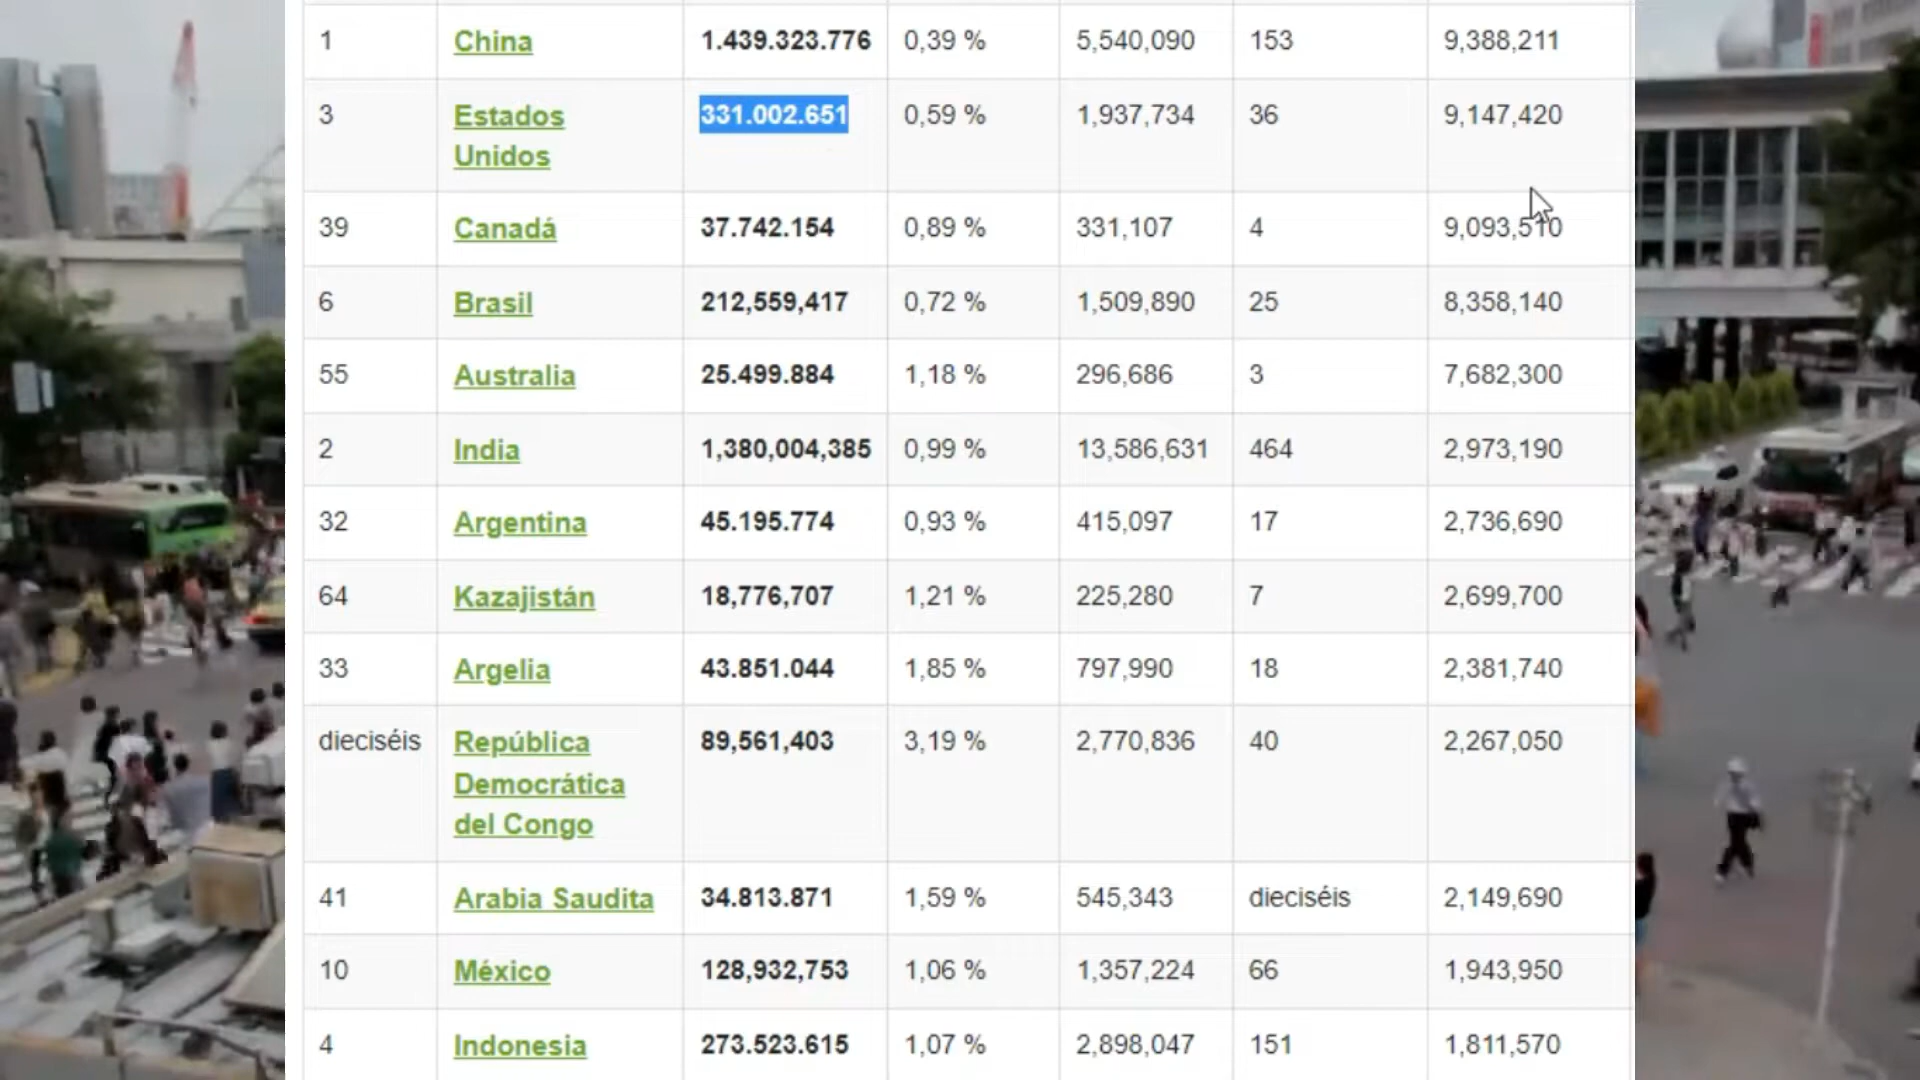 1 China 1.439.323.776 0,39 % 5,540,090 153 9,388,211
3 Estados Unidos 331.002.651 0,59 % 1,937,734 36 9,147,420
39 Canadá 37.742.154 0,89 % 331,107 4 9,093,510
6 Brasil 212,559,417 0,72 % 1,509,890 25 8,358,140
55 Australia 25.499.884 1,18 % 296,686 3 7,682,300
2 India 1,380,004,385 0,99 % 13,586,631 464 2,973,190
32 Argentina 45.195.774 0,93 % 415,097 17 2,736,690
64 Kazajistán 18,776,707 1,21 % 225,280 7 2,699,700
33 Argelia 43.851.044 1,85 % 797,990 18 2,381,740
dieciséis República Democrática del Congo 89,561,403 3,19 % 2,770,836 40 2,267,050
41 Arabia Saudita 34.813.871 1,59 % 545,343 dieciséis 2,149,690
10 México 128,932,753 1,06 % 1,357,224 66 1,943,950
4 Indonesia 273.523.615 1,07 % 2,898,047 151 1,811,570